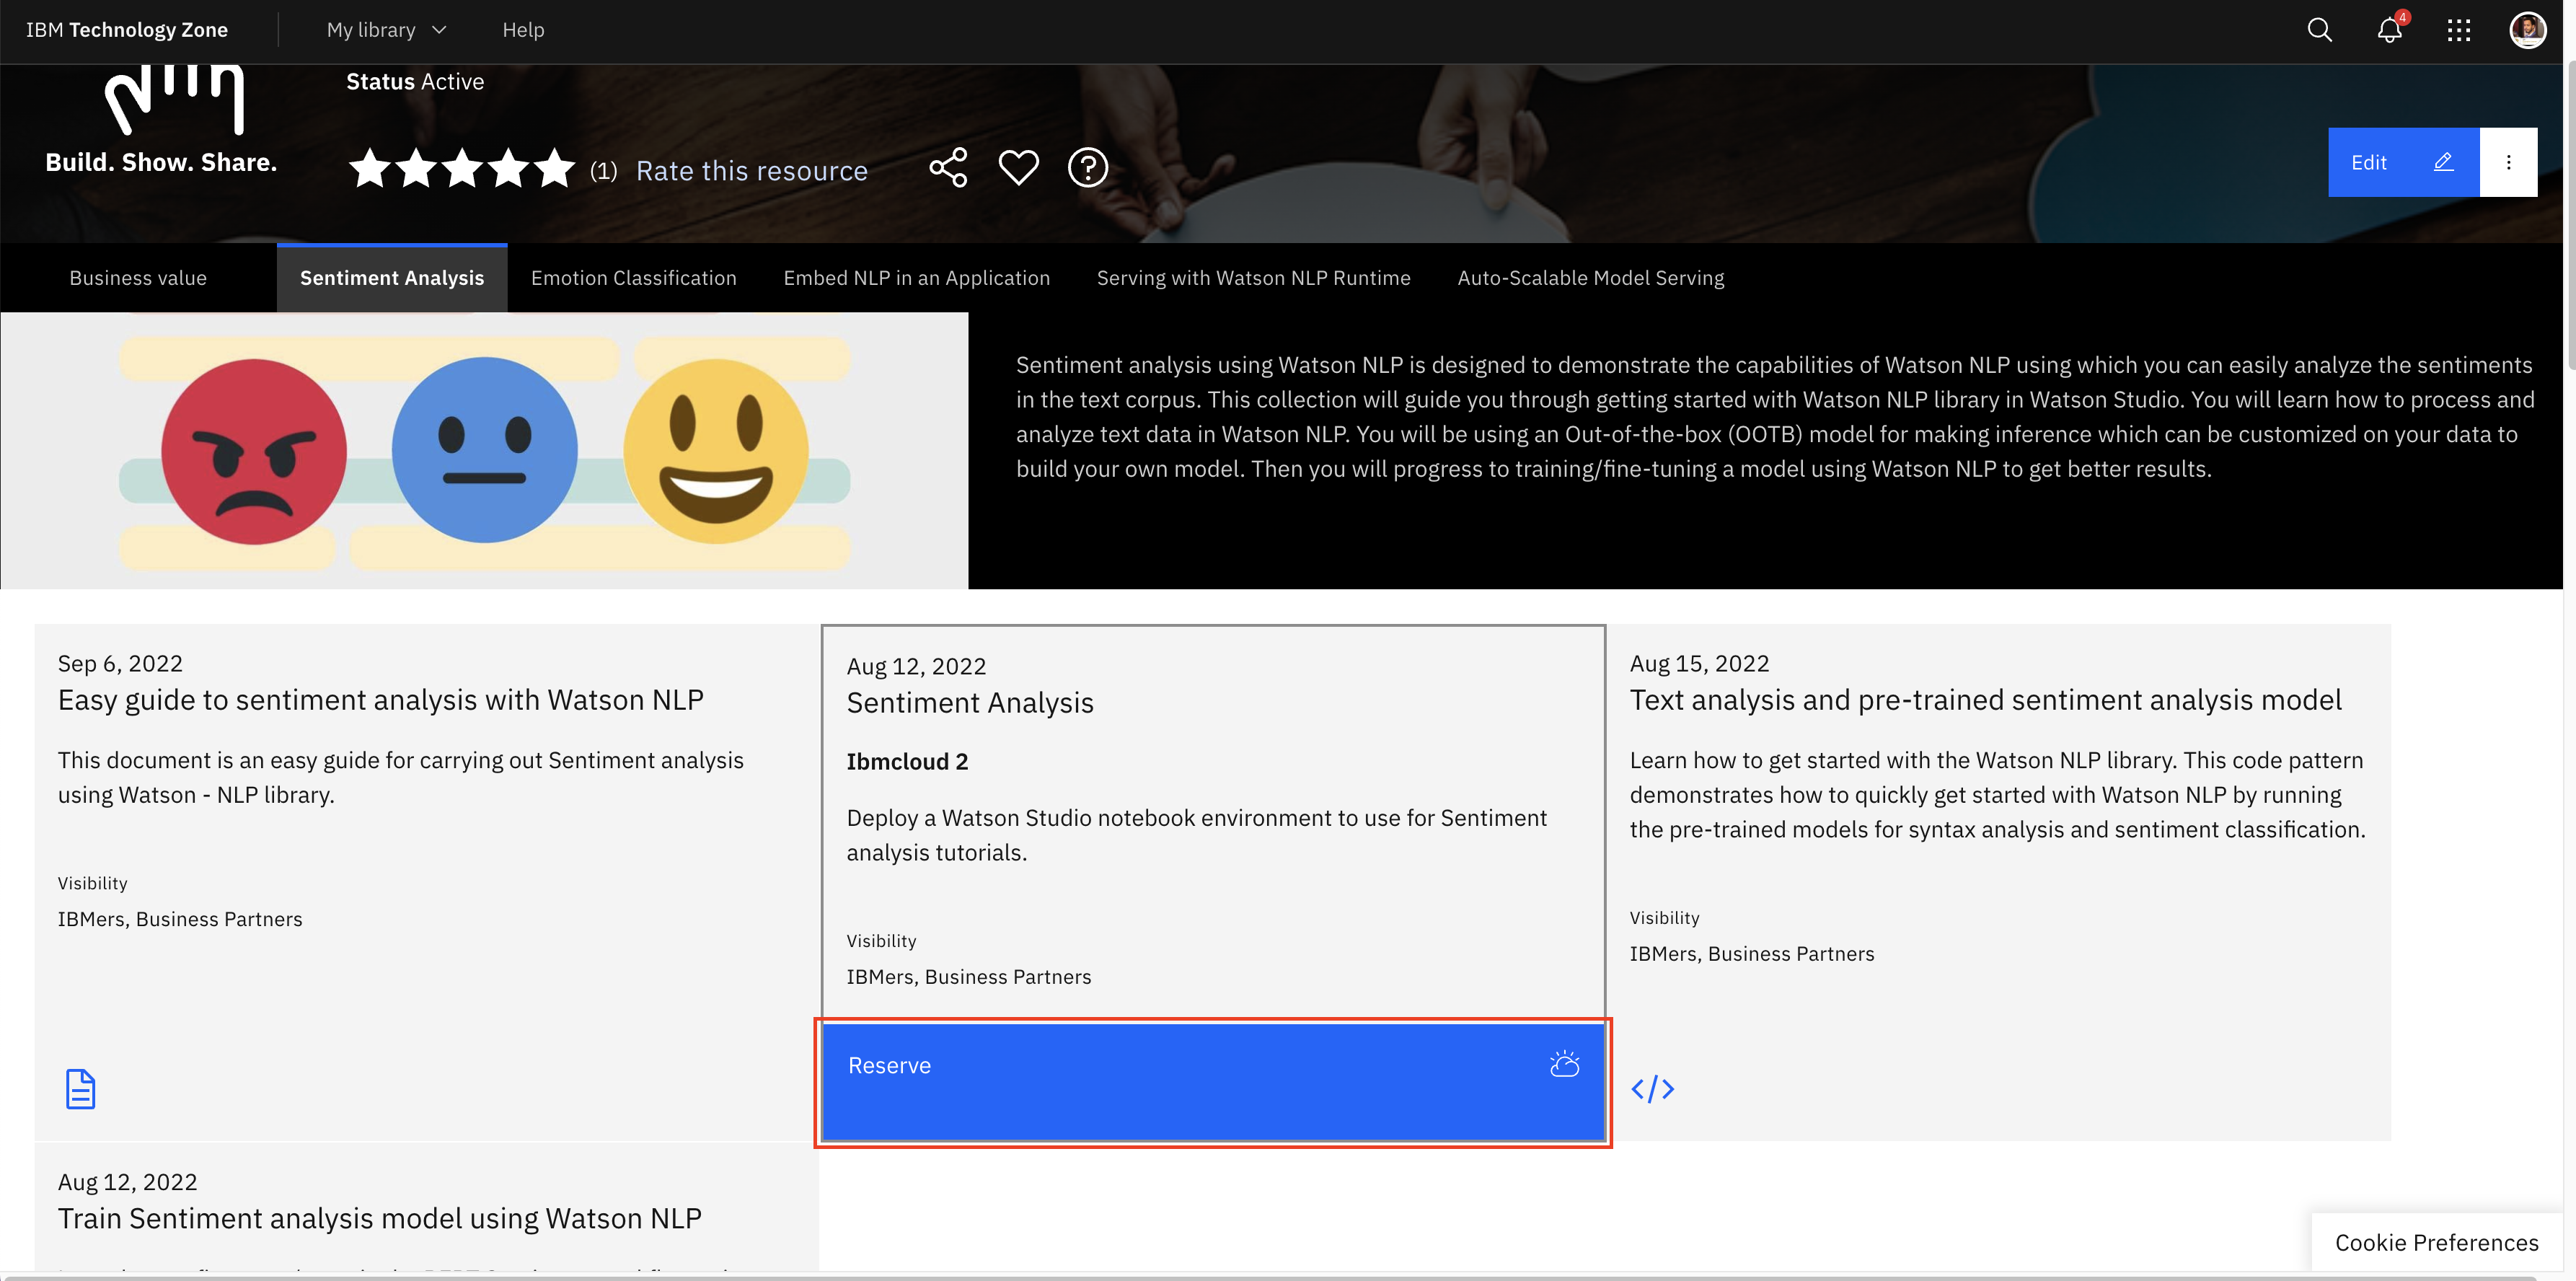 IBM Technology Zone
My library
Help
4
Status Active
Build. Show. Share.
(1) Rate this resource
Edit
Business value
Sentiment Analysis
Emotion Classification
Embed NLP in an Application
Serving with Watson NLP Runtime
Auto-Scalable Model Serving
Sentiment analysis using Watson NLP is designed to demonstrate the capabilities of Watson NLP using which you can easily analyze the sentiments
in the text corpus. This collection will guide you through getting started with Watson NLP library in Watson Studio. You will learn how to process and
analyze text data in Watson NLP. You will be using an Out-of-the-box (OOTB) model for making inference which can be customized on your data to
build your own model. Then you will progress to training/fine-tuning a model using Watson NLP to get better results.
Sep 6, 2022
Easy guide to sentiment analysis with Watson NLP
This document is an easy guide for carrying out Sentiment analysis
using Watson - NLP library.
Visibility
IBMers, Business Partners
Aug 12, 2022
Sentiment Analysis
Ibmcloud 2
Deploy a Watson Studio notebook environment to use for Sentiment
analysis tutorials.
Visibility
IBMers, Business Partners
Reserve
Aug 15, 2022
Text analysis and pre-trained sentiment analysis model
Learn how to get started with the Watson NLP library. This code pattern
demonstrates how to quickly get started with Watson NLP by running
the pre-trained models for syntax analysis and sentiment classification.
Visibility
IBMers, Business Partners
Aug 12, 2022
Train Sentiment analysis model using Watson NLP
Cookie Preferences